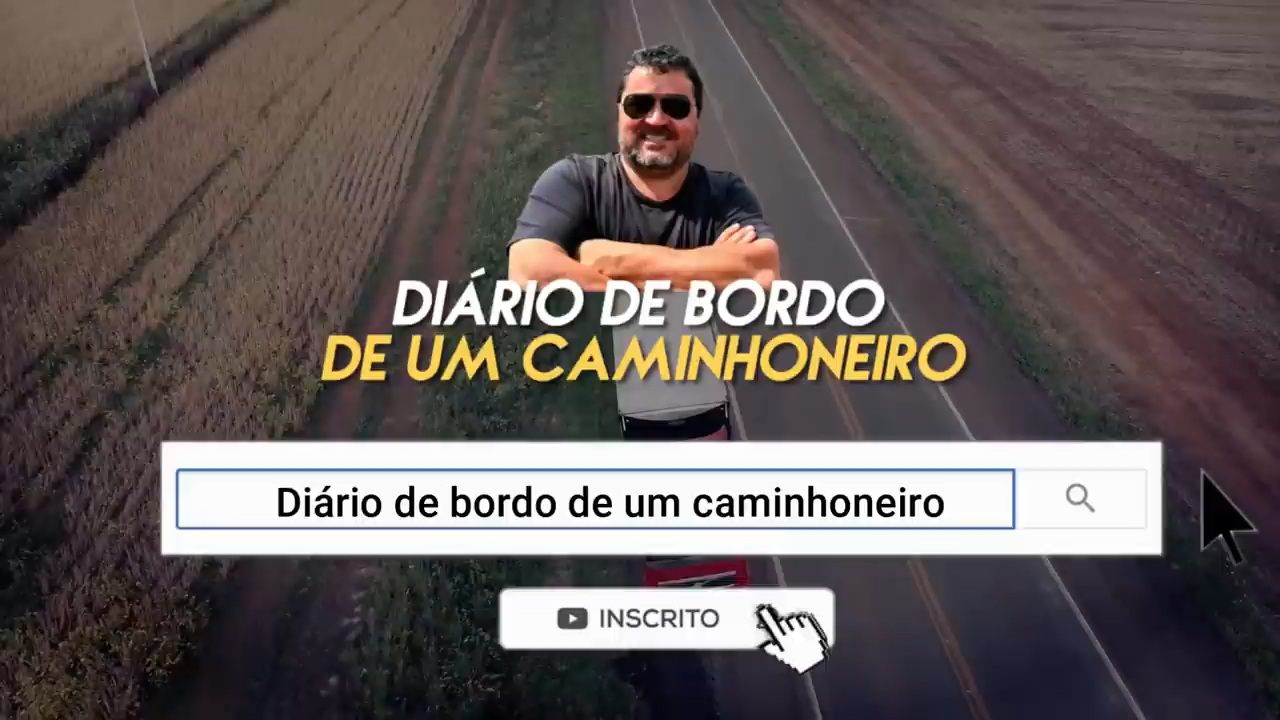 DIÁRIO DE BORDO
DE UM CAMINHONEIRO
Diário de bordo de um caminhoneiro
INSCRITO